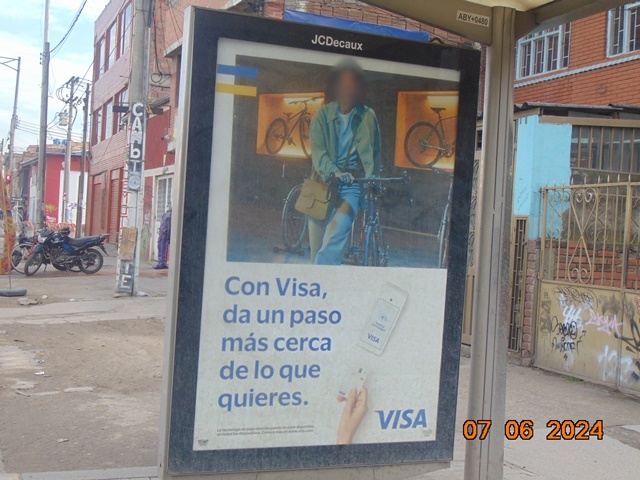 ABY+0480
JCDecaux
Con Visa,
da un paso
más cerca
de lo que
quieres.
VISA
VISA
07 06 2024